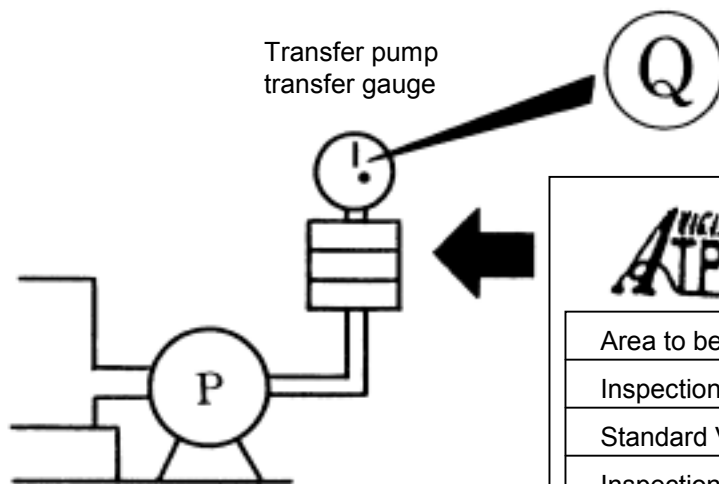 Transfer pump
transfer gauge
Q
P
Area to be
Inspection
Standard V
Inspection